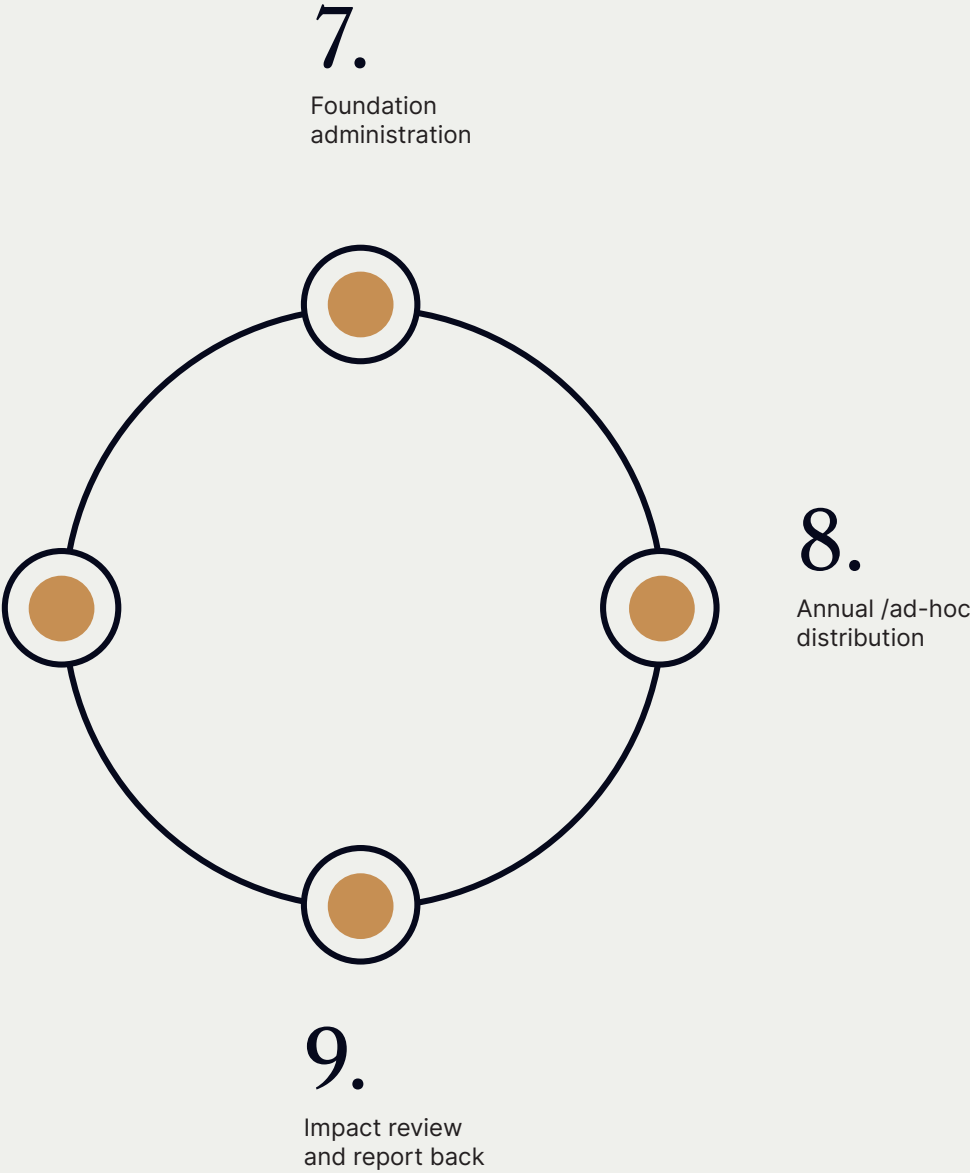 7.
Foundation
administration
8.
Annual /ad-hoc
distribution
9.
Impact review
and report back